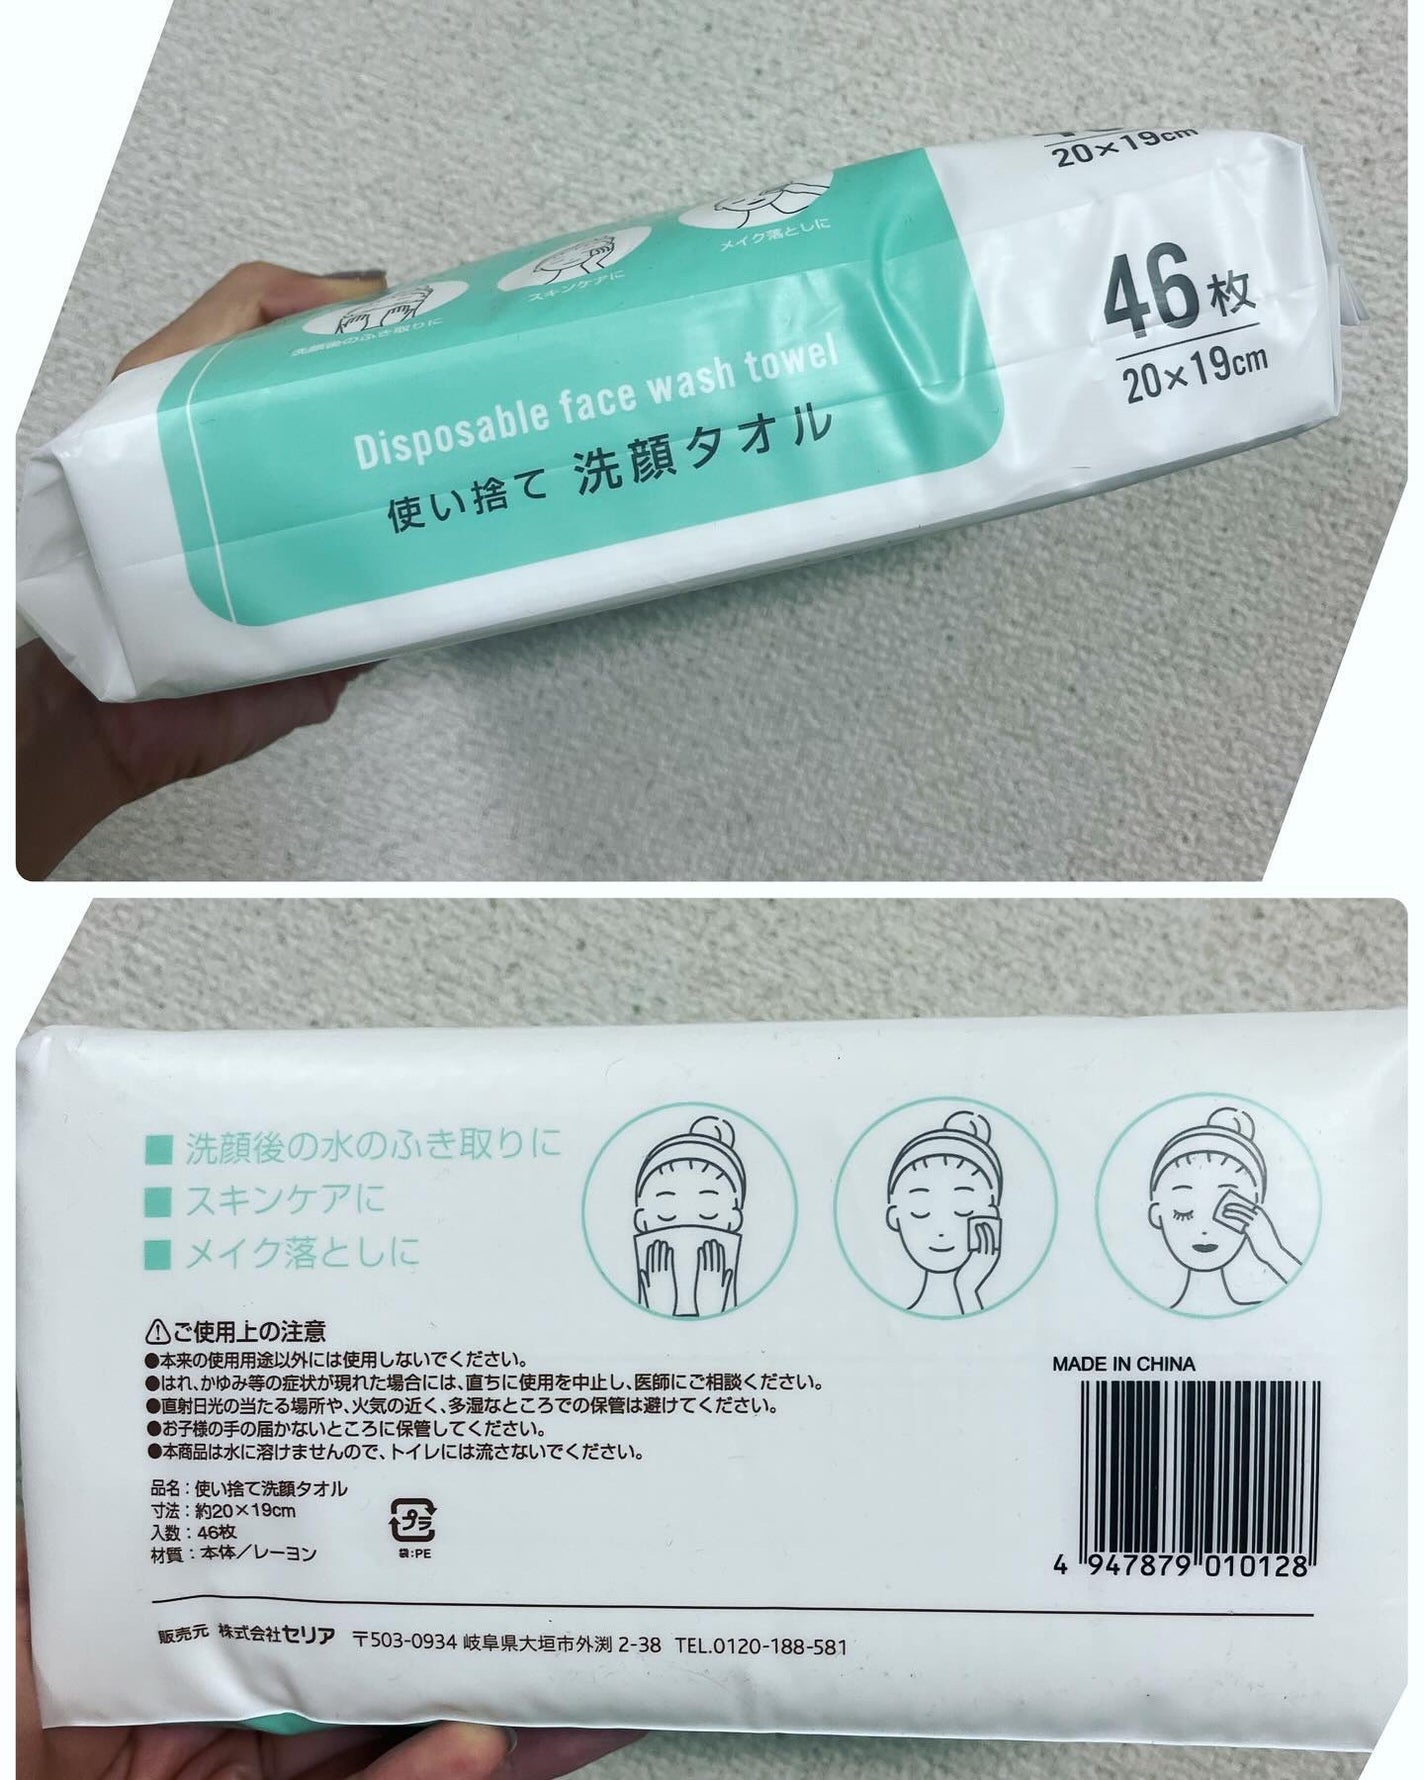 20×19cm
メイク落としに
スキンケアに
洗顔後のふき取りに
46枚
20×19cm
Disposable face wash towel
使い捨て 洗顔タオル
■ 洗顔後の水のふき取りに
■ スキンケアに
■ メイク落としに
⚠ご使用上の注意
●本来の使用用途以外には使用しないでください。
●はれ、かゆみ等の症状が現れた場合には、直ちに使用を中止し、医師にご相談ください。
●直射日光の当たる場所や、火気の近く、多湿なところでの保管は避けてください。
●お子様の手の届かないところに保管してください。
●本商品は水に溶けませんので、トイレには流さないでください。
品名：使い捨て洗顔タオル
寸法：約20×19cm
入数：46枚
材質：本体／レーヨン
プラ
袋:PE
MADE IN CHINA
4 947879 010128
販売元 株式会社セリア 〒503-0934 岐阜県大垣市外渕 2-38 TEL.0120-188-581